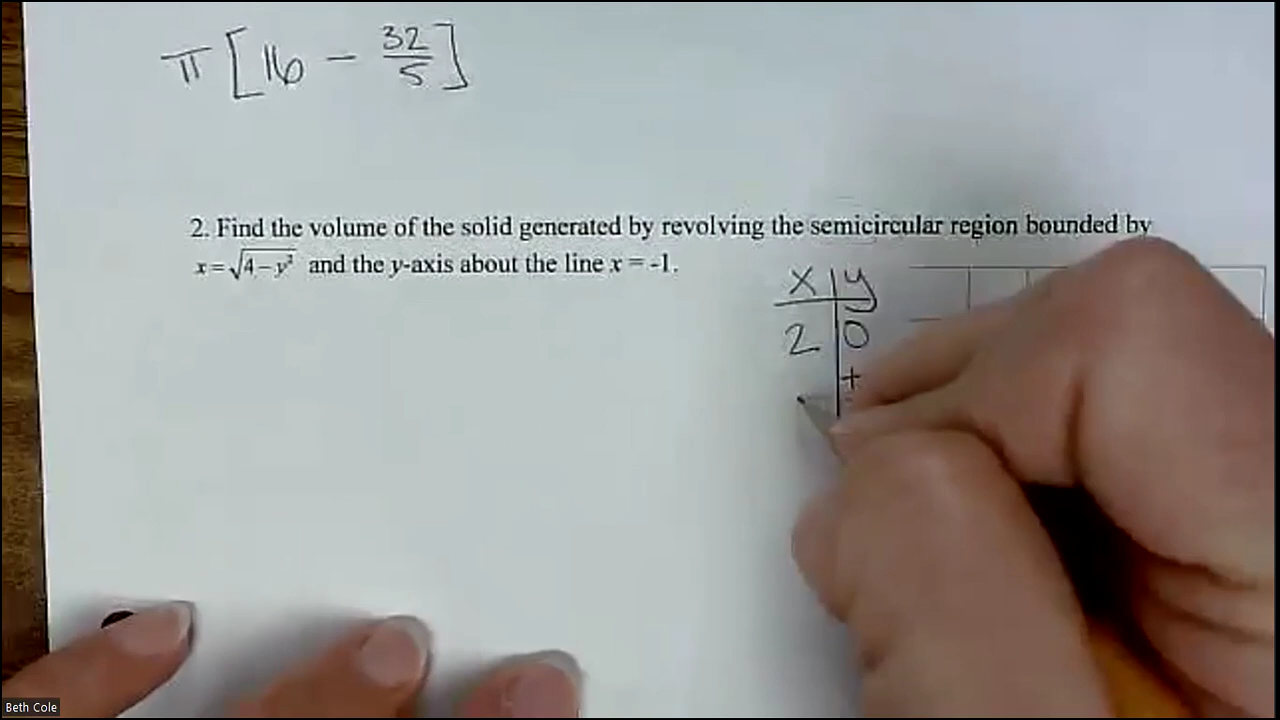 π [16 - 32/5]
2. Find the volume of the solid generated by revolving the semicircular region bounded by
x = √4 - y² and the y-axis about the line x = -1.
x | y
2 | 0
+
Beth Cole